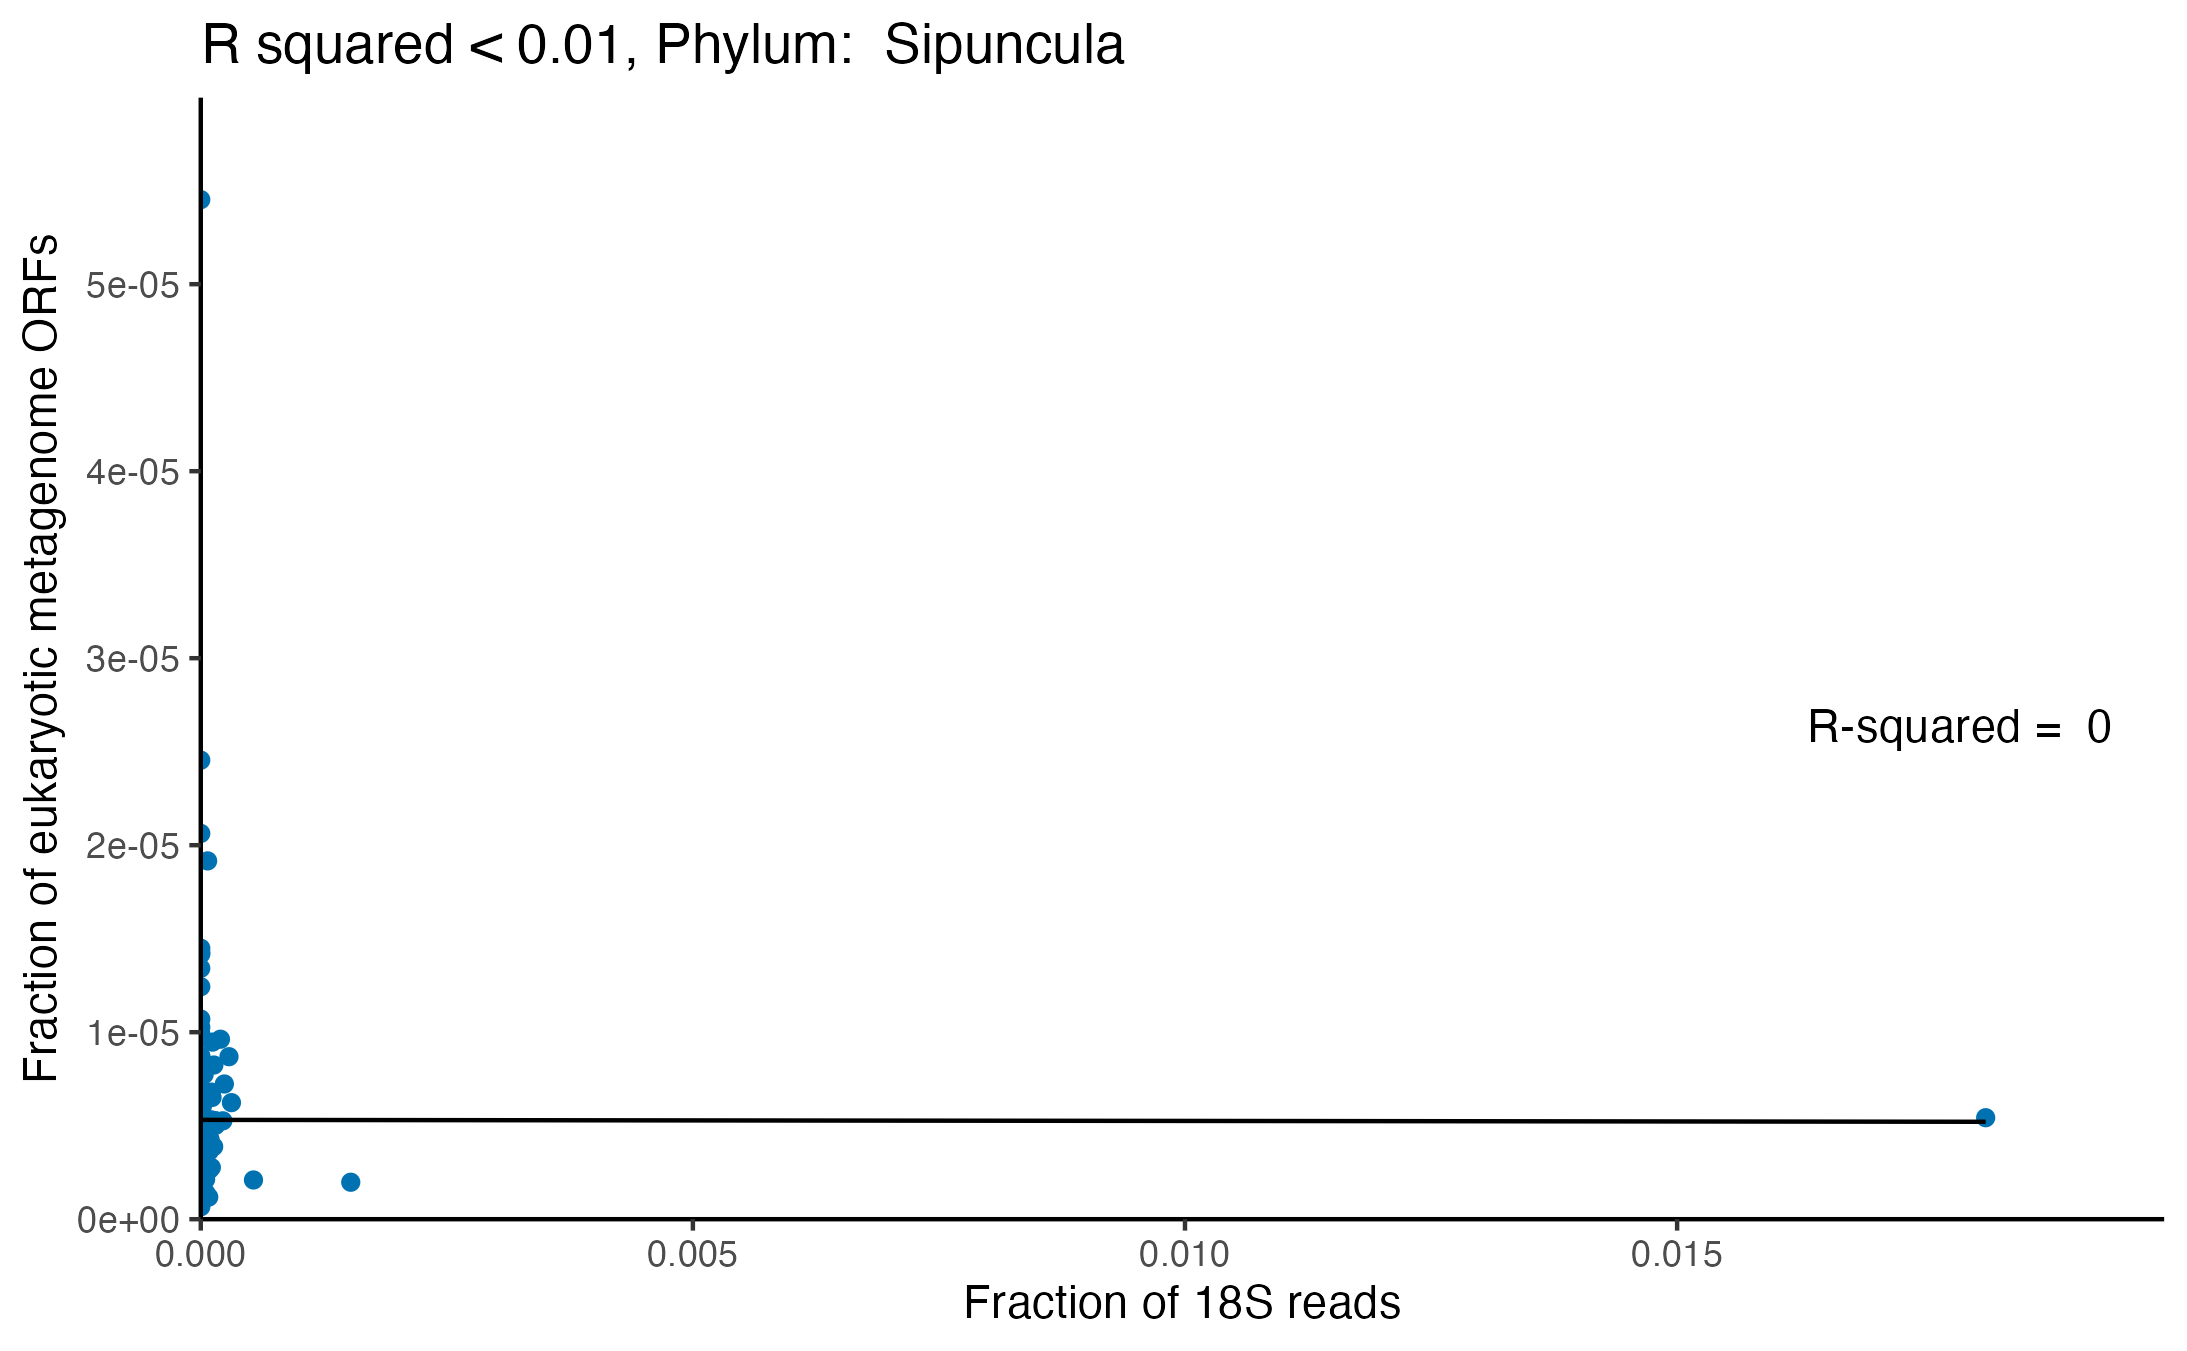 R squared < 0.01, Phylum:  Sipuncula
Fraction of eukaryotic metagenome ORFs
5e-05
4e-05
3e-05
2e-05
1e-05
0e+00
R-squared =  0
0.000
0.005
0.010
0.015
Fraction of 18S reads